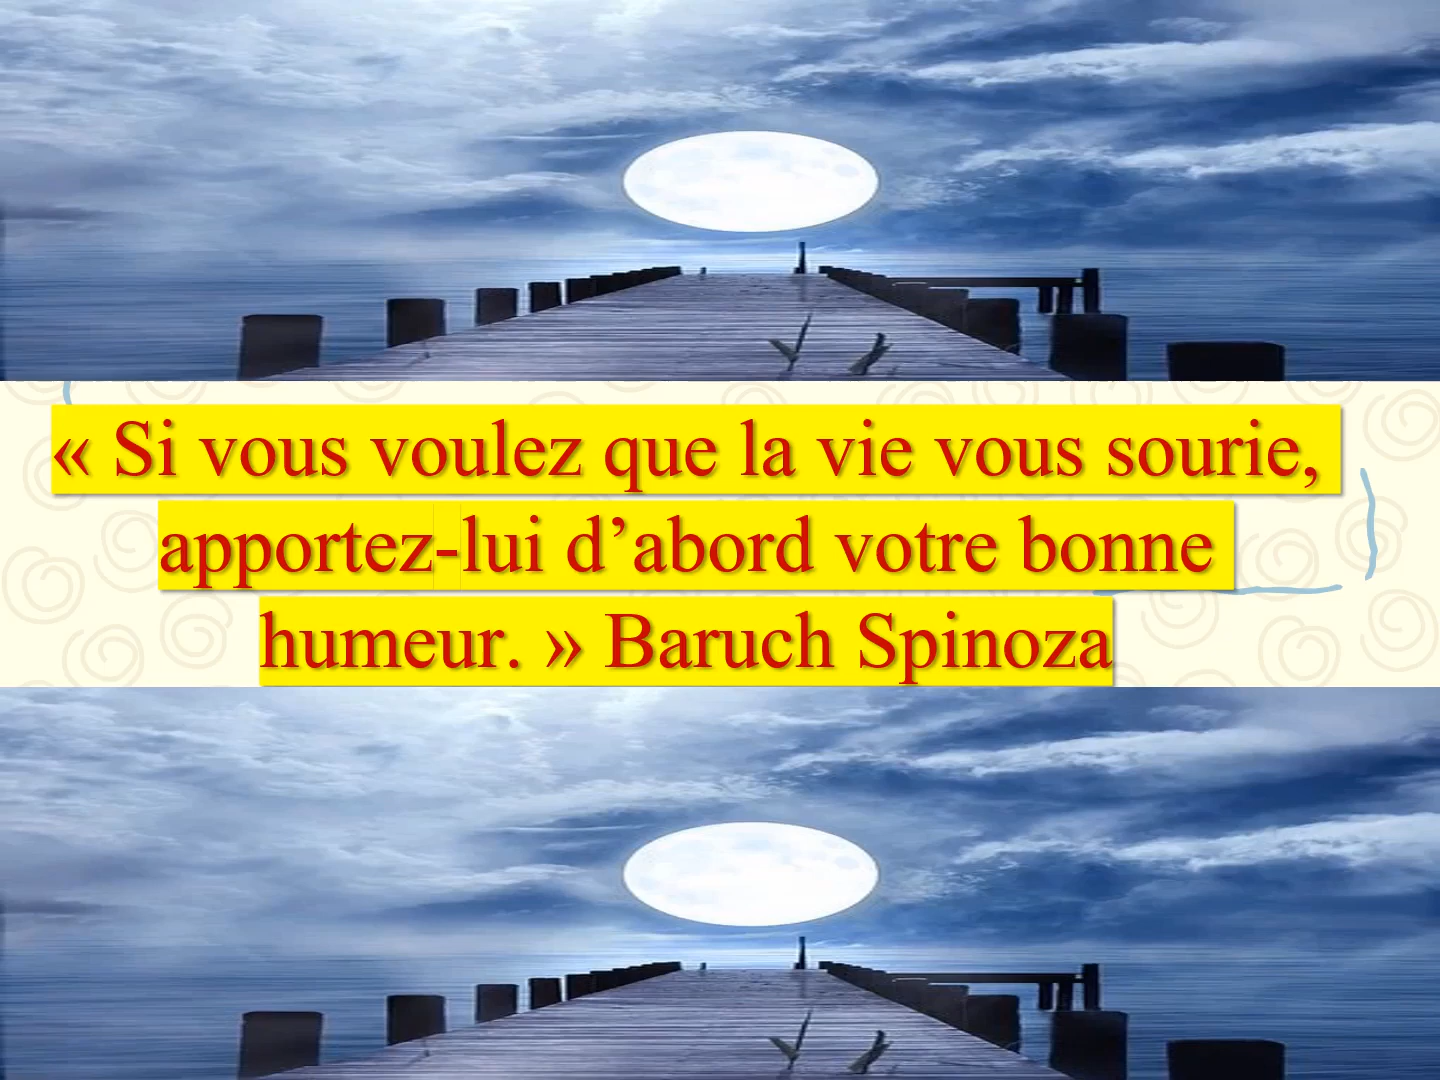 « Si vous voulez que la vie vous sourie,
apportez-lui d’abord votre bonne
humeur. » Baruch Spinoza